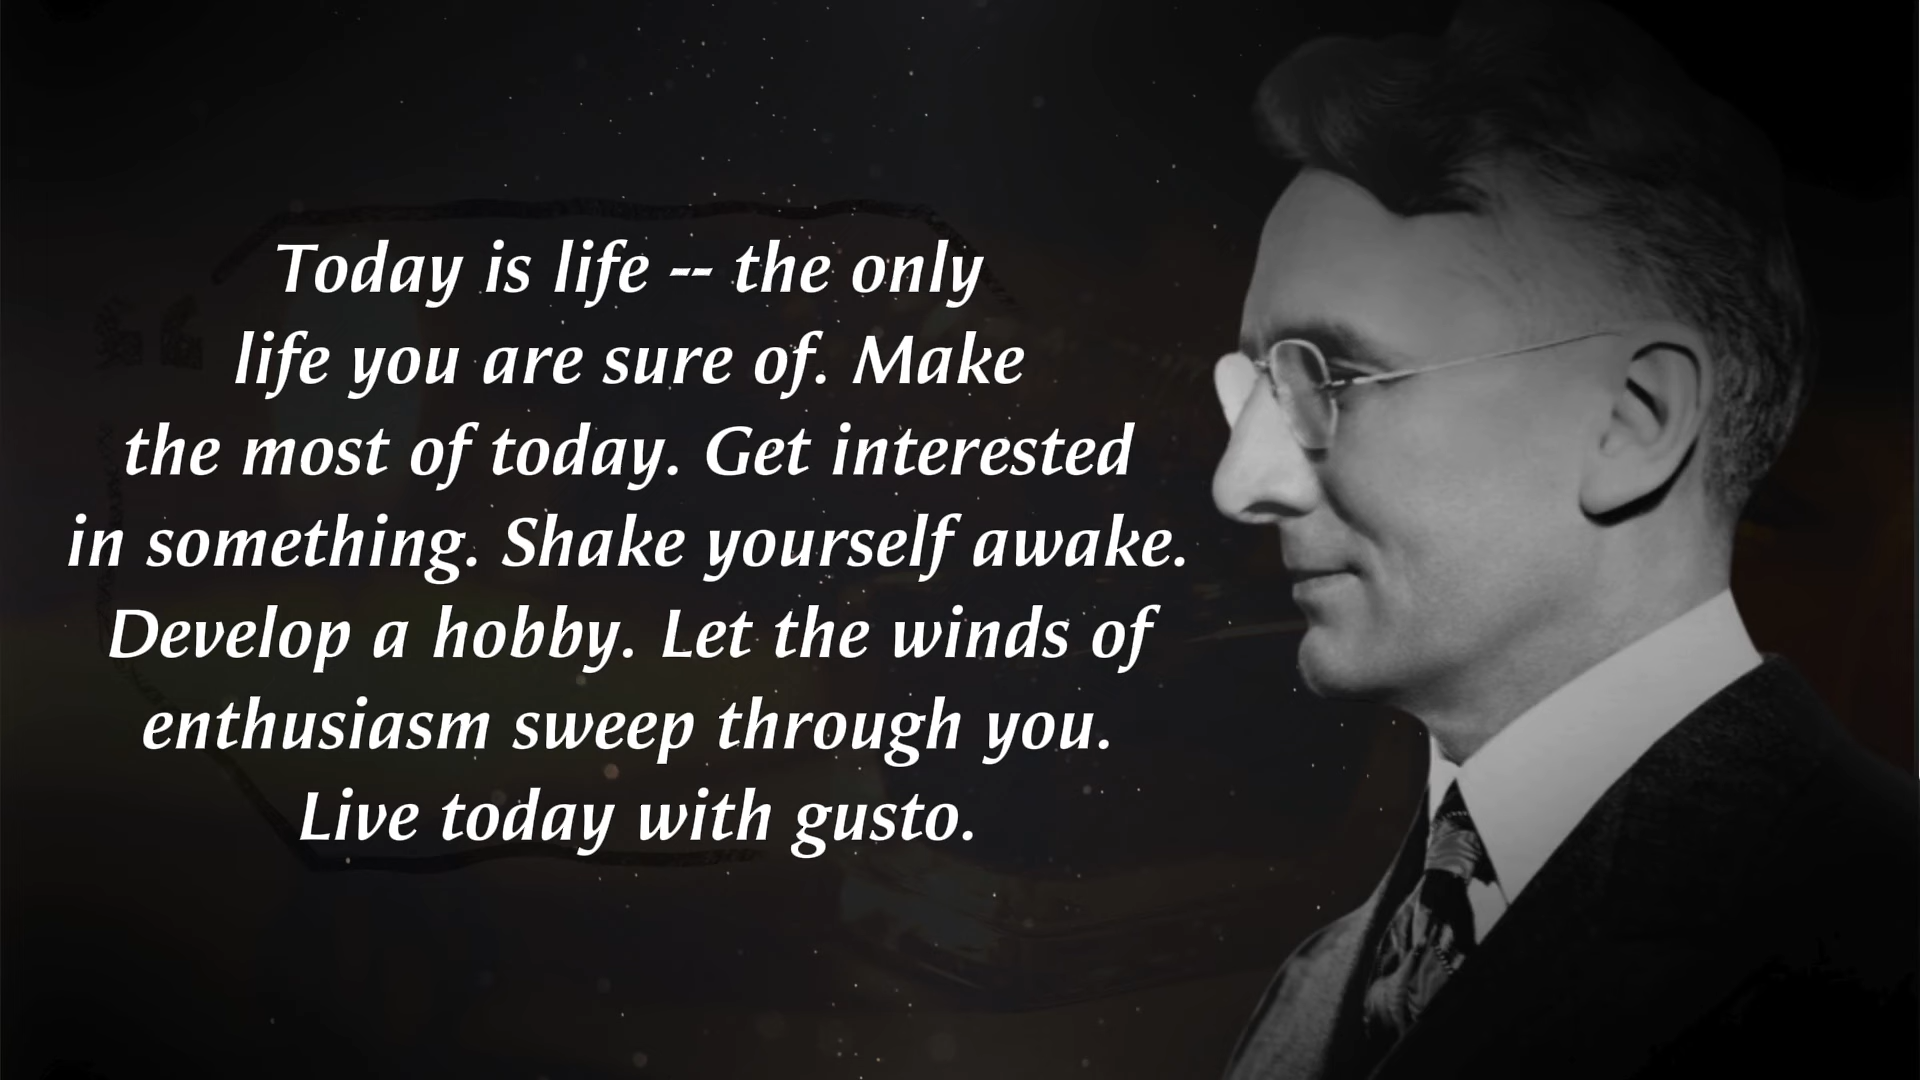 Today is life -- the only
life you are sure of. Make
the most of today. Get interested
in something. Shake yourself awake.
Develop a hobby. Let the winds of
enthusiasm sweep through you.
Live today with gusto.